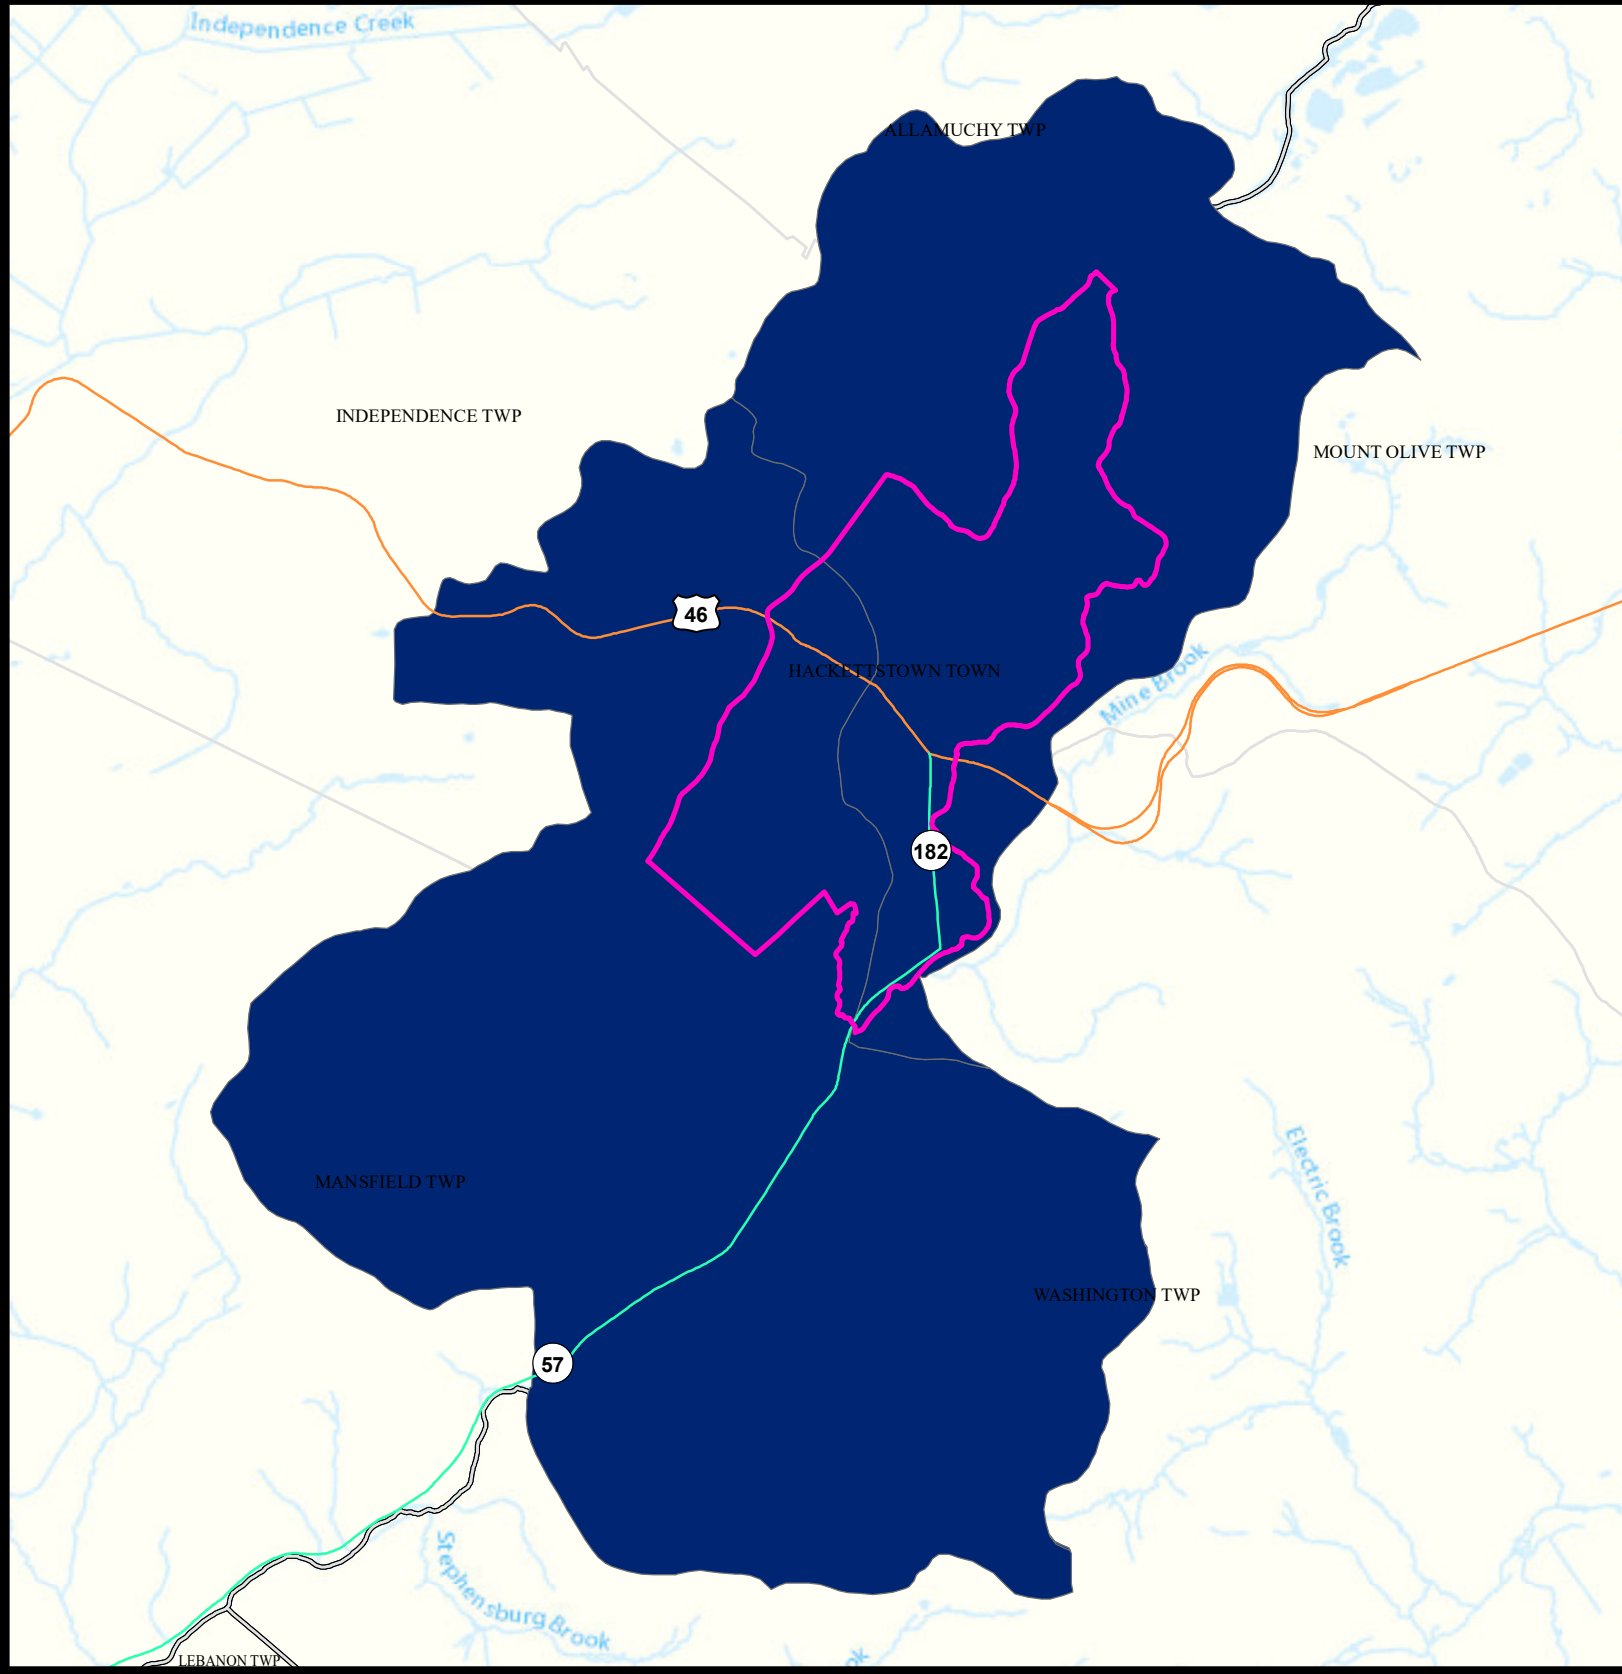 Independence Creek
ALLAMUCHY TWP
INDEPENDENCE TWP
MOUNT OLIVE TWP
46
HACKETTSTOWN TOWN
Mine Brook
182
Electric Brook
MANSFIELD TWP
WASHINGTON TWP
57
Stephensburg Brook
LEBANON TWP
ok